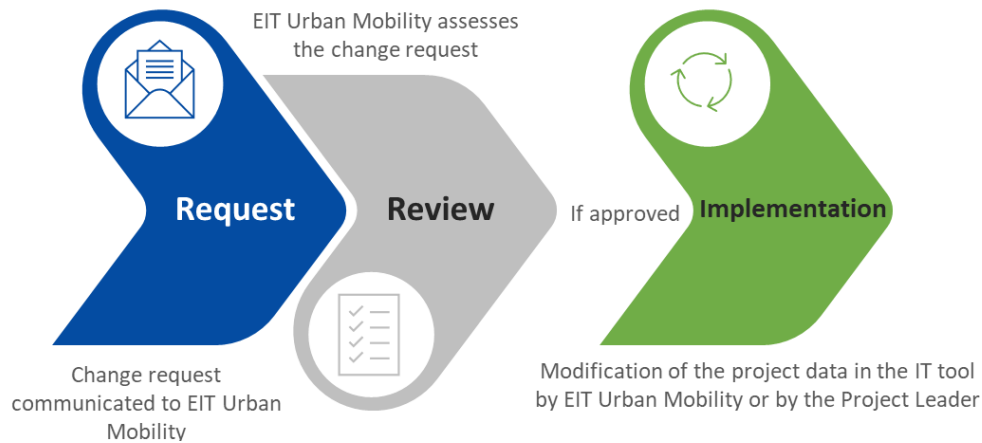 EIT Urban Mobility assesses
the change request
Request
Review
If approved
Implementation
Change request
communicated to EIT Urban
Mobility
Modification of the project data in the IT tool
by EIT Urban Mobility or by the Project Leader